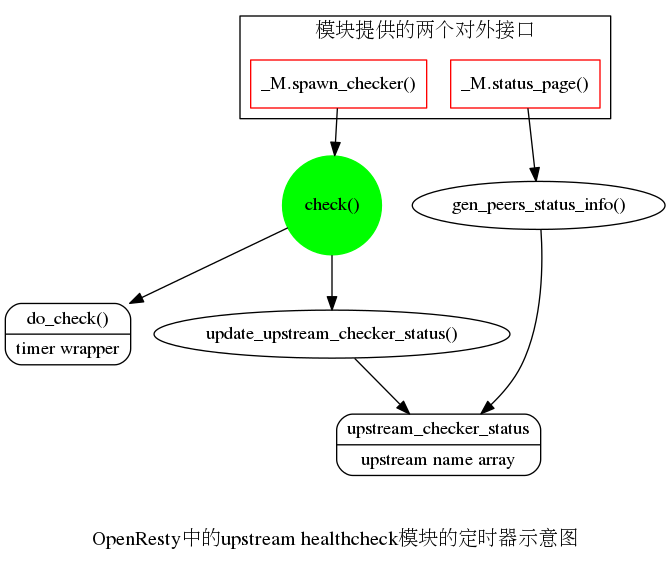 模块提供的两个对外接口
_M.spawn_checker()
_M.status_page()
check()
gen_peers_status_info()
do_check()
timer wrapper
update_upstream_checker_status()
upstream_checker_status
upstream name array
OpenResty中的upstream healthcheck模块的定时器示意图